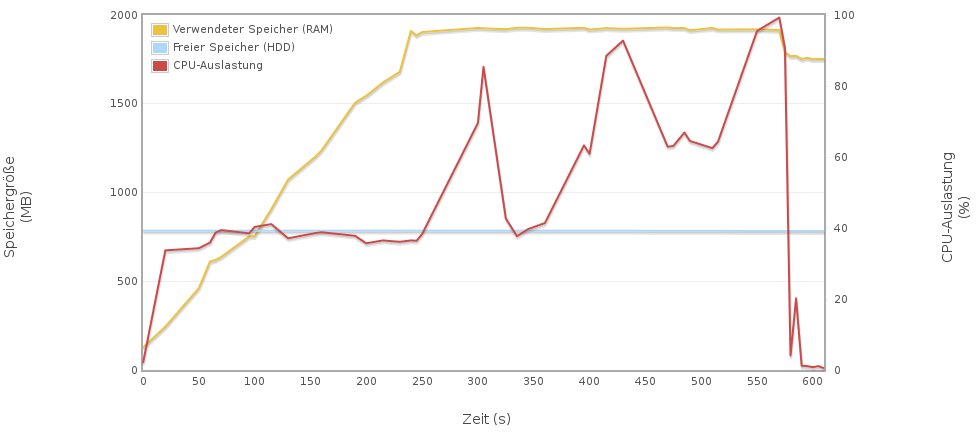 Verwendeter Speicher (RAM)
Freier Speicher (HDD)
CPU-Auslastung
2000
1500
1000
500
0
Speichergröße
(MB)
100
80
60
40
20
0
CPU-Auslastung
(%)
0 50 100 150 200 250 300 350 400 450 500 550 600
Zeit (s)